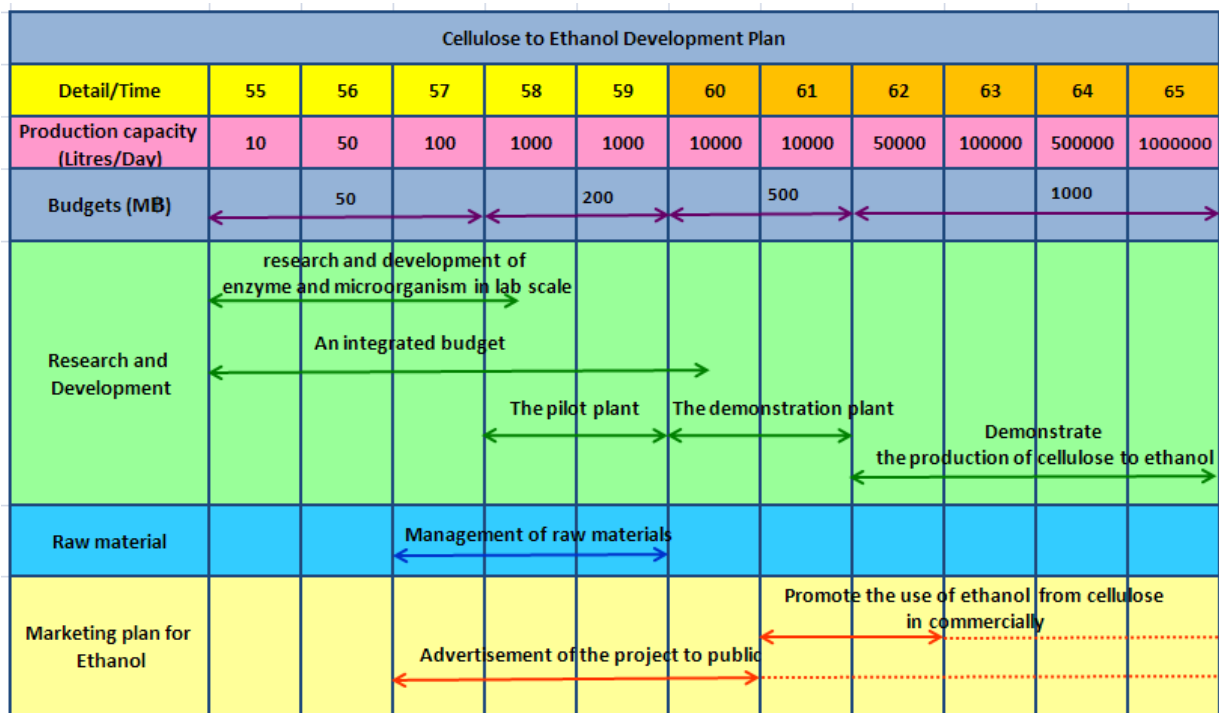 Cellulose to Ethanol Development Plan
Detail/Time 55 56 57 58 59 60 61 62 63 64 65
Production capacity
(Litres/Day) 10 50 100 1000 1000 10000 10000 50000 100000 500000 1000000
Budgets (M฿) 50 200 500 1000
Research and
Development
research and development of
enzyme and microorganism in lab scale
An integrated budget
The pilot plant
The demonstration plant
Demonstrate
the production of cellulose to ethanol
Raw material
Management of raw materials
Marketing plan for
Ethanol
Promote the use of ethanol from cellulose
in commercially
Advertisement of the project to public